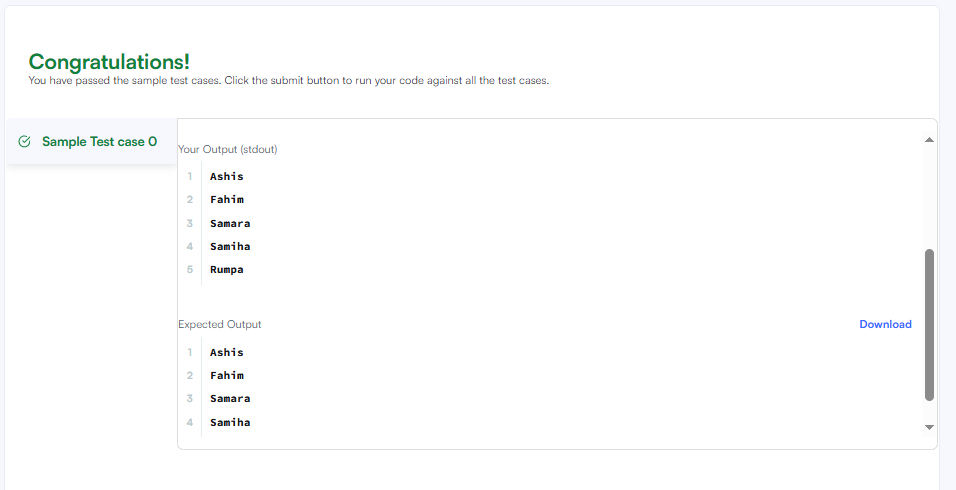 Congratulations!
You have passed the sample test cases. Click the submit button to run your code against all the test cases.
Sample Test case 0
Your Output (stdout)
1 Ashis
2 Fahim
3 Samara
4 Samiha
5 Rumpa
Expected Output Download
1 Ashis
2 Fahim
3 Samara
4 Samiha